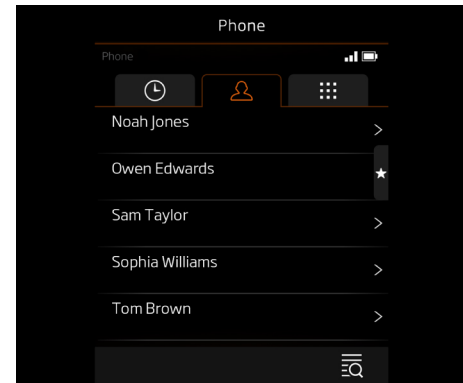 Phone
Phone
Noah Jones
Owen Edwards
Sam Taylor
Sophia Williams
Tom Brown